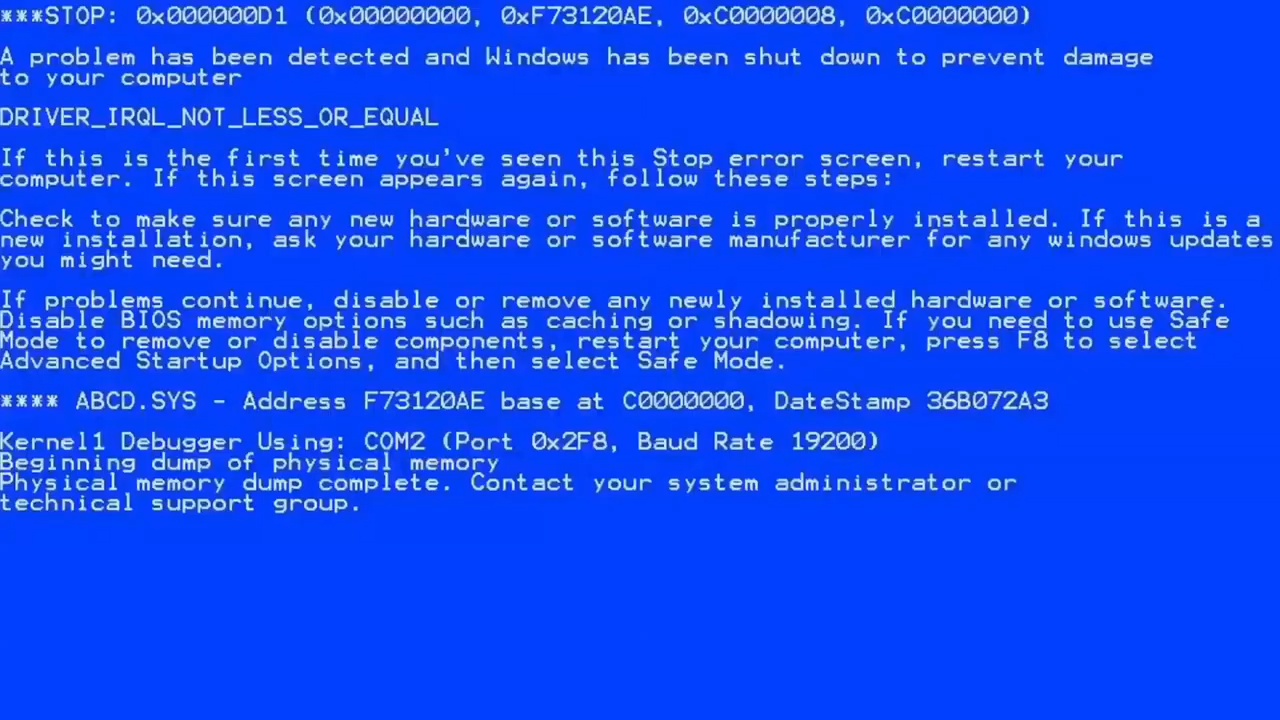 ***STOP: 0x000000D1 (0x00000000, 0xF73120AE, 0xC0000008, 0xC0000000)
A problem has been detected and Windows has been shut down to prevent damage
to your computer
DRIVER_IRQL_NOT_LESS_OR_EQUAL
If this is the first time you've seen this Stop error screen, restart your
computer. If this screen appears again, follow these steps:
Check to make sure any new hardware or software is properly installed. If this is a
new installation, ask your hardware or software manufacturer for any windows updates
you might need.
If problems continue, disable or remove any newly installed hardware or software.
Disable BIOS memory options such as caching or shadowing. If you need to use Safe
Mode to remove or disable components, restart your computer, press F8 to select
Advanced Startup Options, and then select Safe Mode.
**** ABCD.SYS - Address F73120AE base at C0000000, DateStamp 36B072A3
Kernel1 Debugger Using: COM2 (Port 0x2F8, Baud Rate 19200)
Beginning dump of physical memory
Physical memory dump complete. Contact your system administrator or
technical support group.